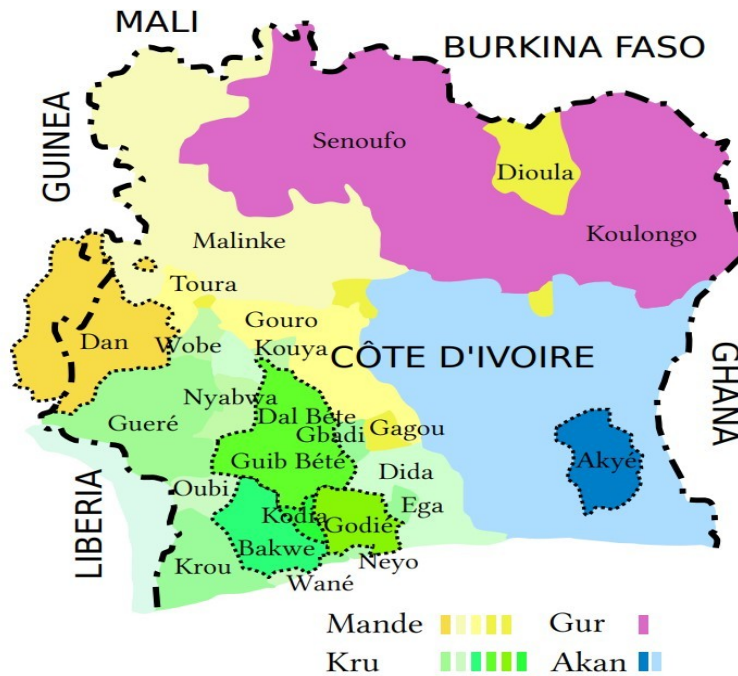 MALI
BURKINA FASO
GUINEA
Senoufo
Dioula
Koulongo
Malinke
Toura
Gouro
Dan
Wobe
Kouya
CÔTE D'IVOIRE
GHANA
Nyabwa
Dal Bété
Gueré
Gbadi
Gagou
Guib Bété
Akyé
Dida
LIBERIA
Oubi
Ega
Kodia
Godié
Bakwe
Krou
Neyo
Wané
Mande
Gur
Kru
Akan